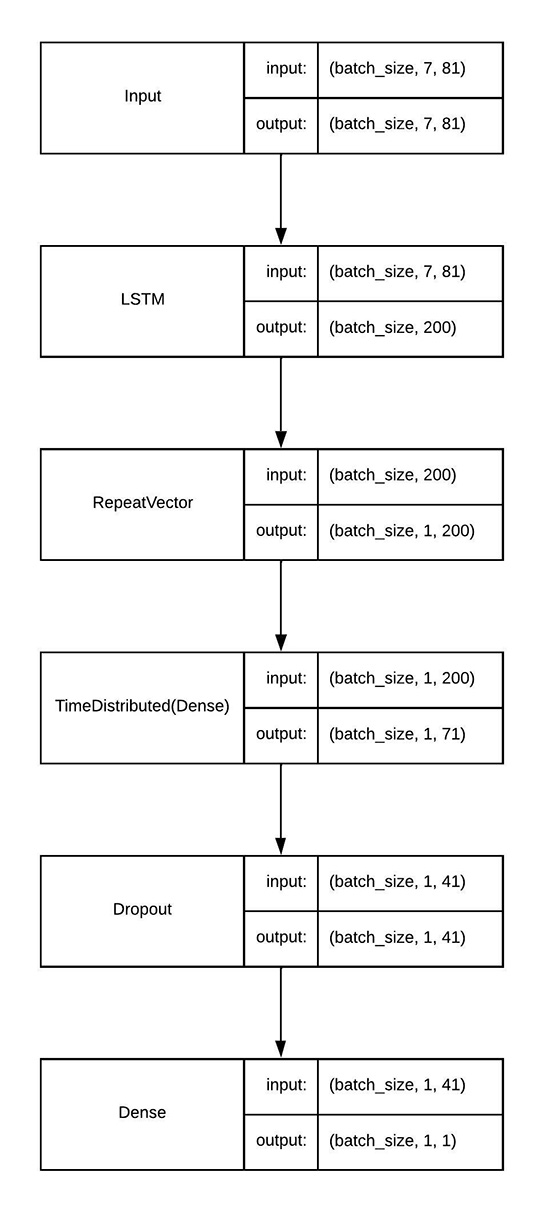 Input
input: (batch_size, 7, 81)
output: (batch_size, 7, 81)
LSTM
input: (batch_size, 7, 81)
output: (batch_size, 200)
RepeatVector
input: (batch_size, 200)
output: (batch_size, 1, 200)
TimeDistributed(Dense)
input: (batch_size, 1, 200)
output: (batch_size, 1, 71)
Dropout
input: (batch_size, 1, 41)
output: (batch_size, 1, 41)
Dense
input: (batch_size, 1, 41)
output: (batch_size, 1, 1)